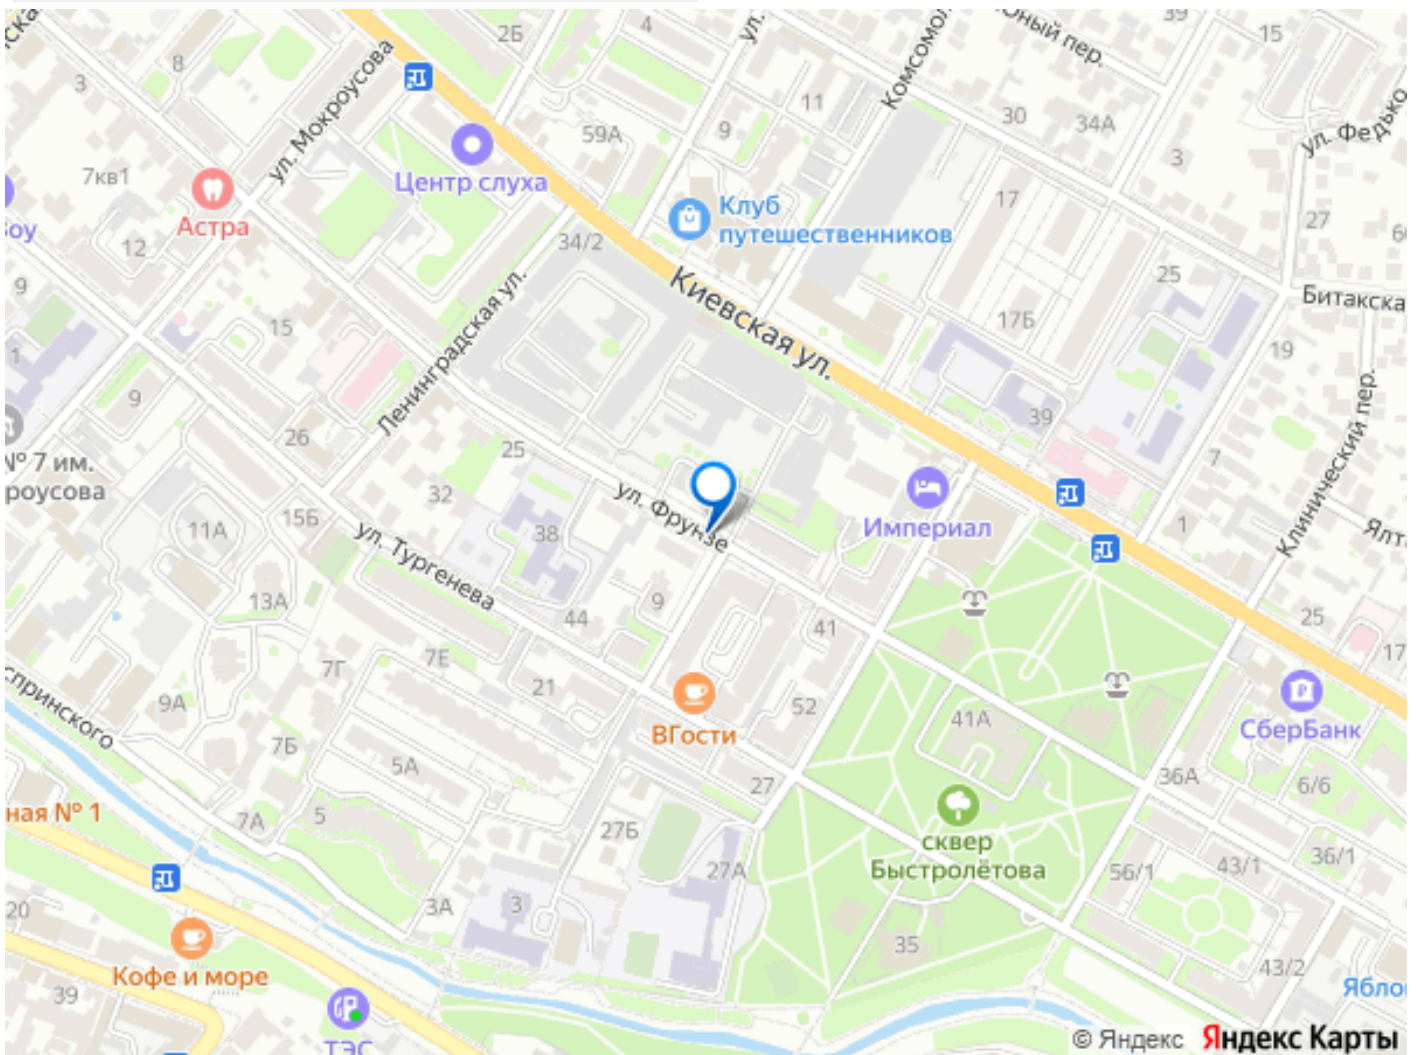 39
2Б
4
ул.
Юный пер.
15
8
3
ул. Мокроусова
Комсомол
11
9
30
34А
59А
ул. Федько
3
Центр слуха
7кв1
Астра
17
Клуб
путешественников
27
12
34/2
25
9
Киевская ул.
Битакска
15
17Б
Ленинградская ул.
19
1
9
39
Клинический пер.
26
25
7
№ 7 им.
роусова
32
ул. Фрунзе
Империал
11А
15Б
38
1
ул. Тургенева
Ялт
13А
9
44
41
25
7Е
7Г
17
9А
21
ВГости
52
41А
СберБанк
спринского
7Б
5А
27
36А
6/6
ная № 1
7А
5
27Б
сквер
Быстролётова
36/1
27А
56/1
43/1
3А
3
20
35
Кофе и море
43/2
39
Ябло
ТЭС
© Яндекс Яндекс Карты